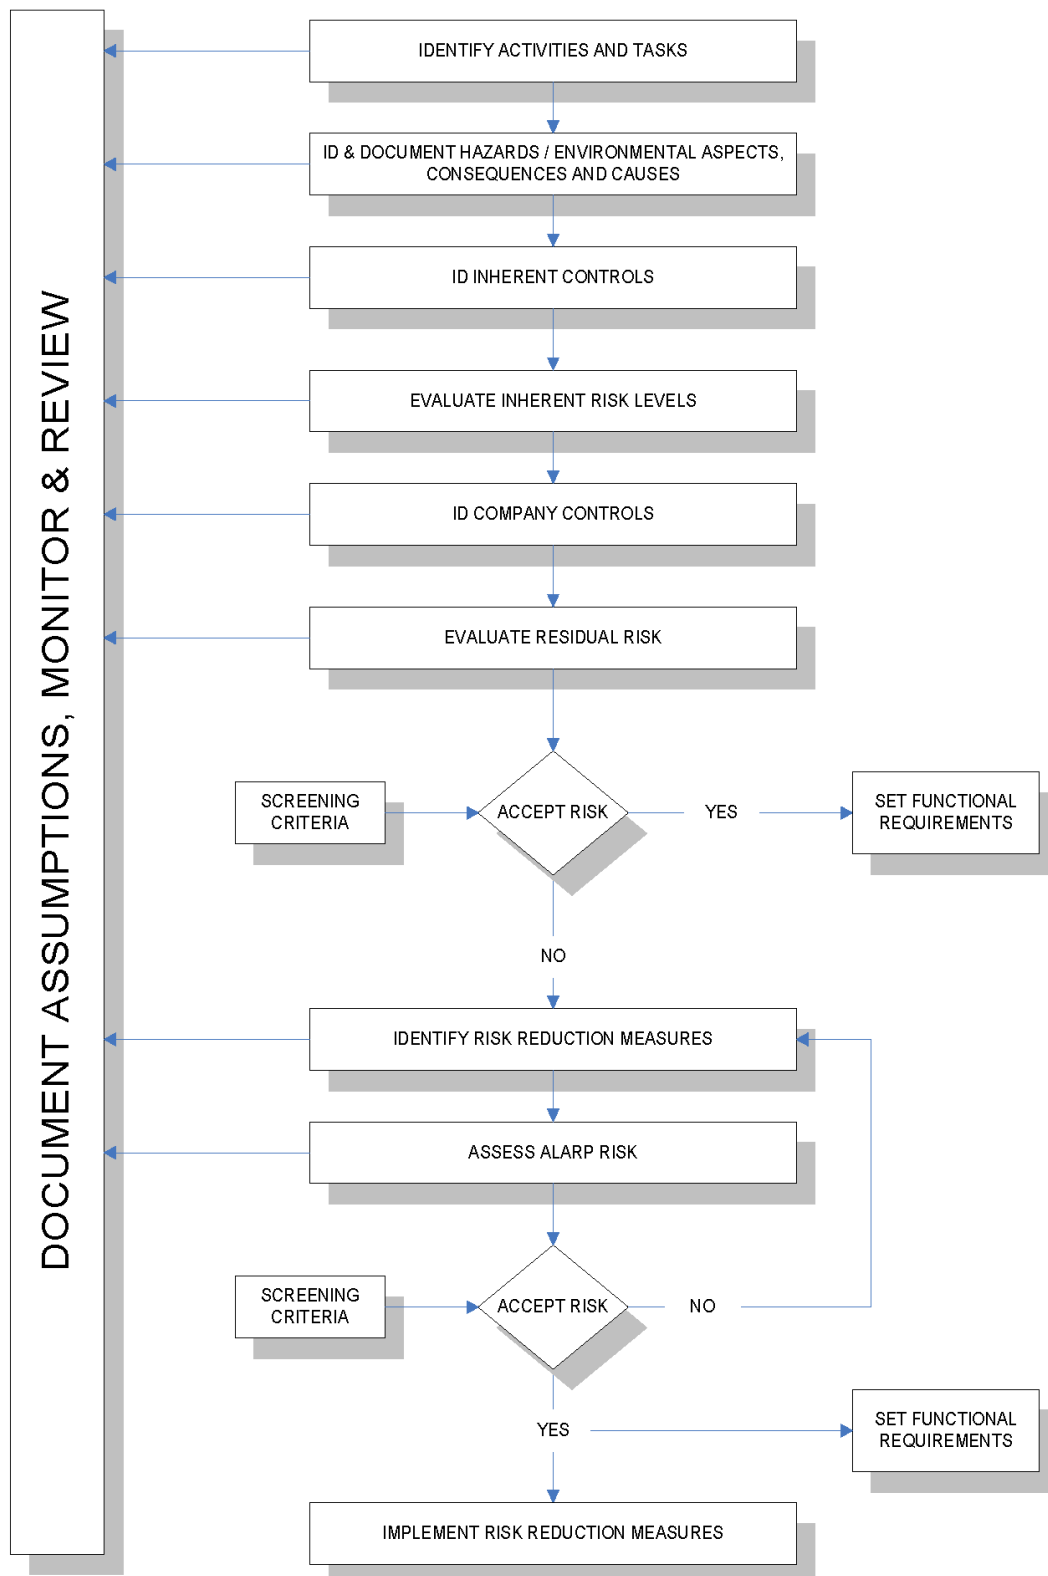 DOCUMENT ASSUMPTIONS, MONITOR & REVIEW
IDENTIFY ACTIVITIES AND TASKS
ID & DOCUMENT HAZARDS / ENVIRONMENTAL ASPECTS,
CONSEQUENCES AND CAUSES
ID INHERENT CONTROLS
EVALUATE INHERENT RISK LEVELS
ID COMPANY CONTROLS
EVALUATE RESIDUAL RISK
SCREENING
CRITERIA
ACCEPT RISK
YES
SET FUNCTIONAL
REQUIREMENTS
NO
IDENTIFY RISK REDUCTION MEASURES
ASSESS ALARP RISK
SCREENING
CRITERIA
ACCEPT RISK
NO
YES
SET FUNCTIONAL
REQUIREMENTS
IMPLEMENT RISK REDUCTION MEASURES